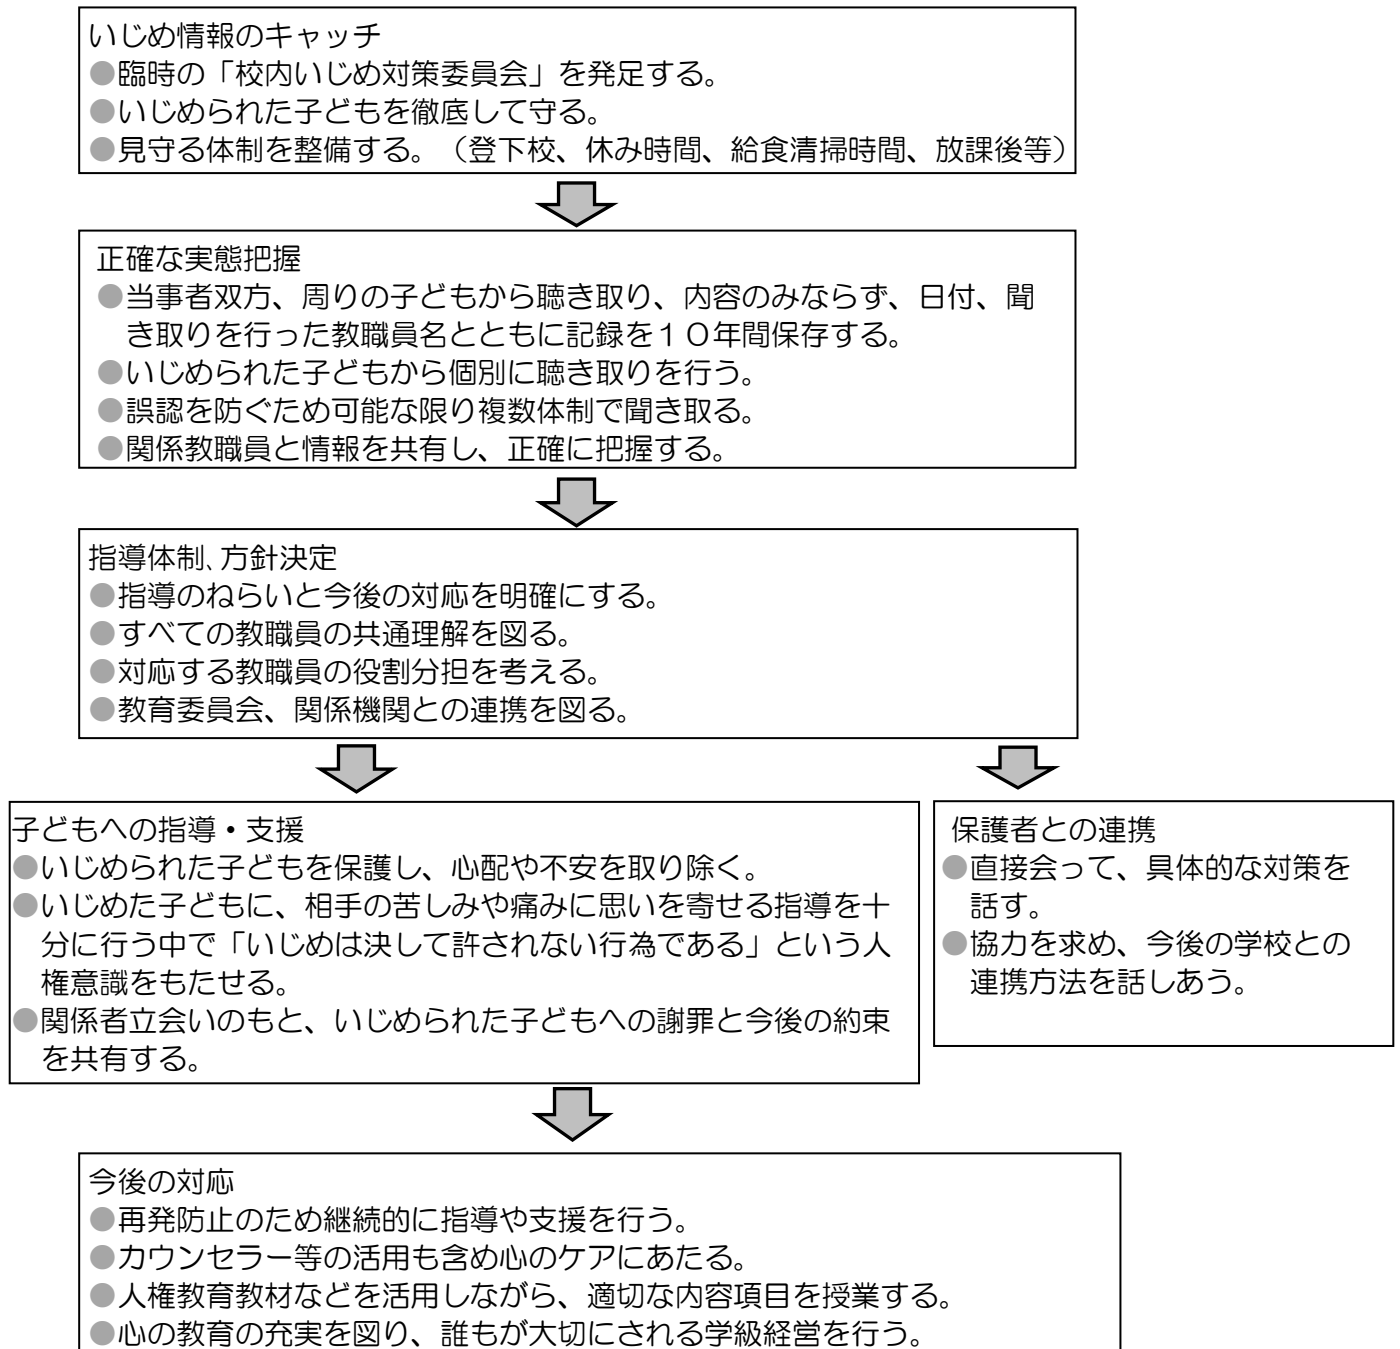 いじめ情報のキャッチ
●臨時の「校内いじめ対策委員会」を発足する。
●いじめられた子どもを徹底して守る。
●見守る体制を整備する。（登下校、休み時間、給食清掃時間、放課後等）
正確な実態把握
●当事者双方、周りの子どもから聴き取り、内容のみならず、日付、聞
き取りを行った教職員名とともに記録を１０年間保存する。
●いじめられた子どもから個別に聴き取りを行う。
●誤認を防ぐため可能な限り複数体制で聞き取る。
●関係教職員と情報を共有し、正確に把握する。
指導体制、方針決定
●指導のねらいと今後の対応を明確にする。
●すべての教職員の共通理解を図る。
●対応する教職員の役割分担を考える。
●教育委員会、関係機関との連携を図る。
子どもへの指導・支援
●いじめられた子どもを保護し、心配や不安を取り除く。
●いじめた子どもに、相手の苦しみや痛みに思いを寄せる指導を十
分に行う中で「いじめは決して許されない行為である」という人
権意識をもたせる。
●関係者立会いのもと、いじめられた子どもへの謝罪と今後の約束
を共有する。
保護者との連携
●直接会って、具体的な対策を
話す。
●協力を求め、今後の学校との
連携方法を話しあう。
今後の対応
●再発防止のため継続的に指導や支援を行う。
●カウンセラー等の活用も含め心のケアにあたる。
●人権教育教材などを活用しながら、適切な内容項目を授業する。
●心の教育の充実を図り、誰もが大切にされる学級経営を行う。